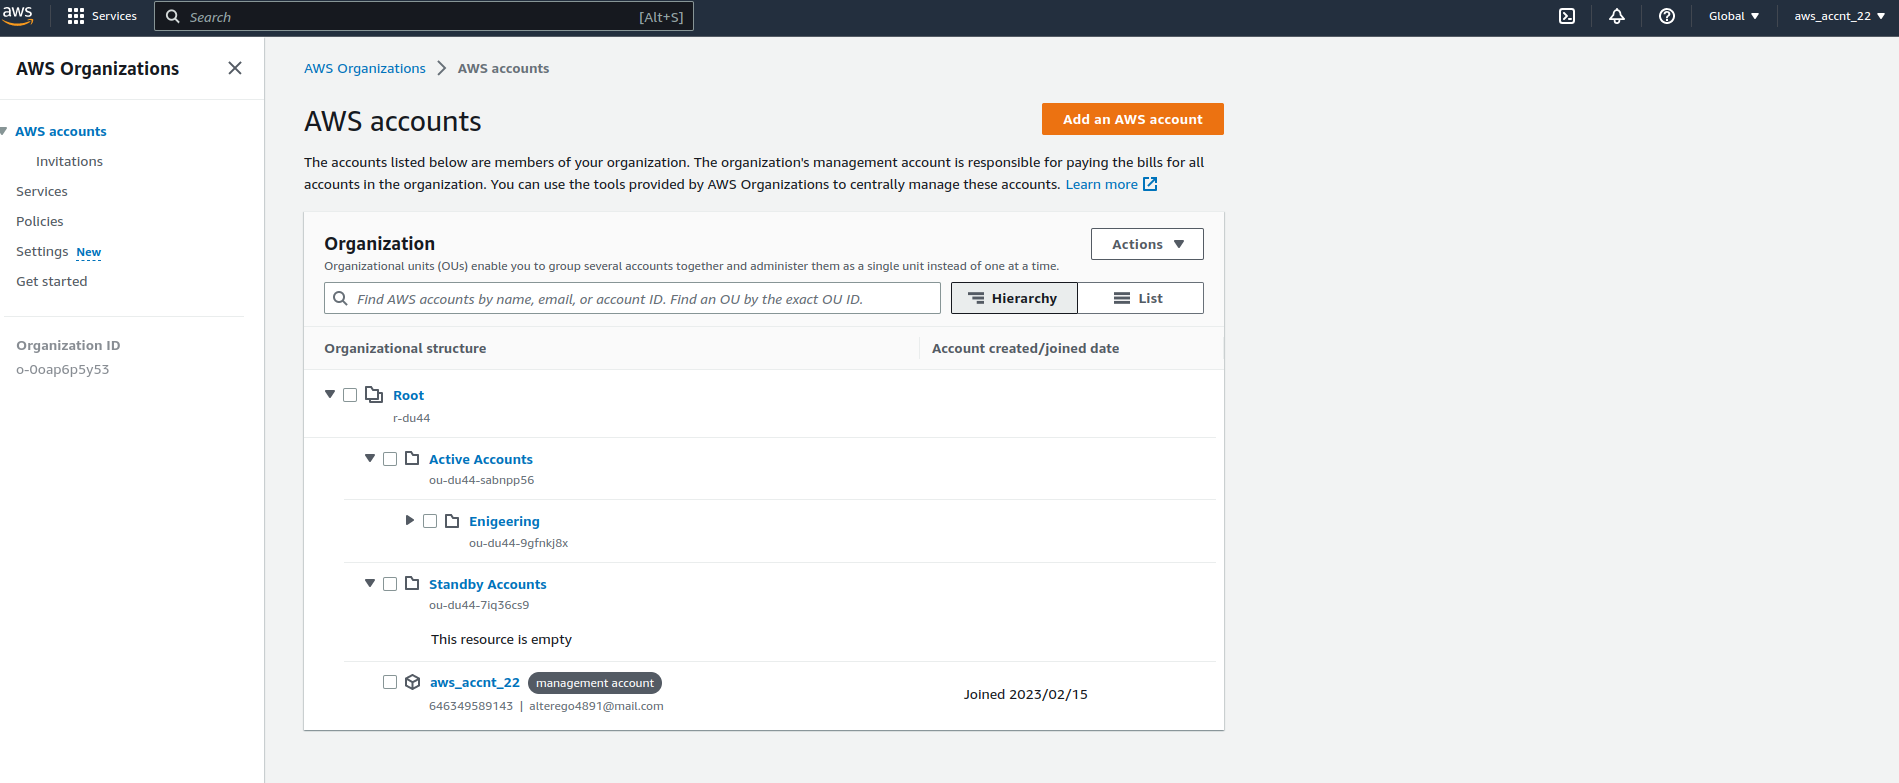 aws
Services
Search [Alt+S]
Global
aws_accnt_22
AWS Organizations
AWS accounts
Invitations
Services
Policies
Settings New
Get started
Organization ID
o-0oap6p5y53
AWS Organizations > AWS accounts
AWS accounts
Add an AWS account
The accounts listed below are members of your organization. The organization's management account is responsible for paying the bills for all
accounts in the organization. You can use the tools provided by AWS Organizations to centrally manage these accounts. Learn more
Organization
Actions
Organizational units (OUs) enable you to group several accounts together and administer them as a single unit instead of one at a time.
Find AWS accounts by name, email, or account ID. Find an OU by the exact OU ID.
Hierarchy
List
Organizational structure
Account created/joined date
Root
r-du44
Active Accounts
ou-du44-sabnpp56
Enigeering
ou-du44-9gfnkj8x
Standby Accounts
ou-du44-7iq36cs9
This resource is empty
aws_accnt_22 management account
646349589143 | alterego4891@mail.com
Joined 2023/02/15